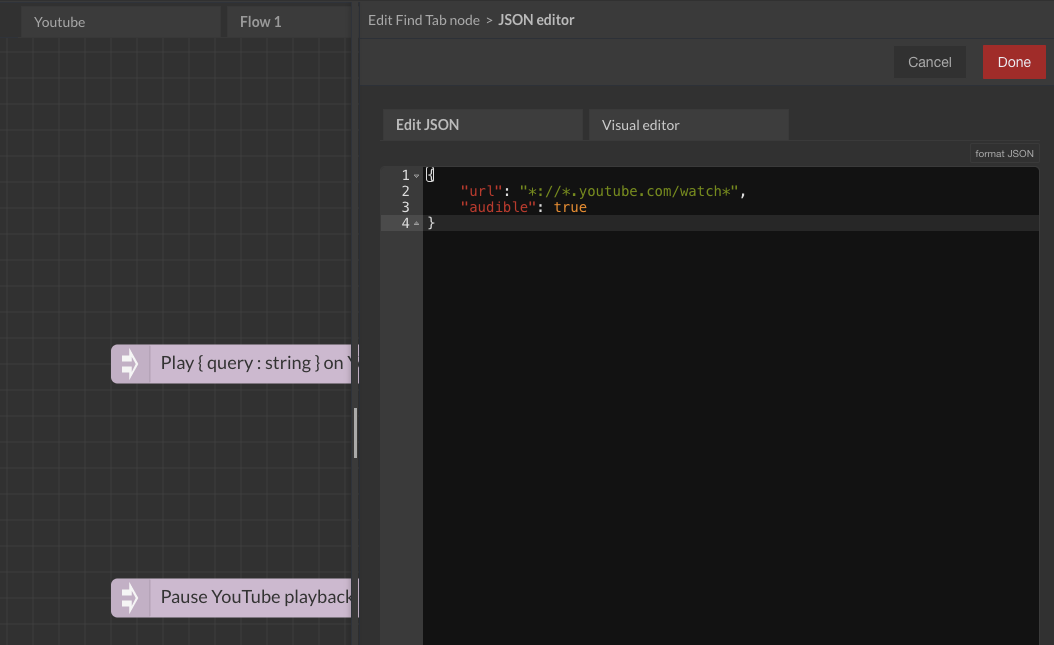 Youtube
Flow 1
Edit Find Tab node > JSON editor
Cancel
Done
Edit JSON
Visual editor
format JSON
1 {
2 "url": "*://*.youtube.com/watch*",
3 "audible": true
4 }
Play { query : string } on
Pause YouTube playback